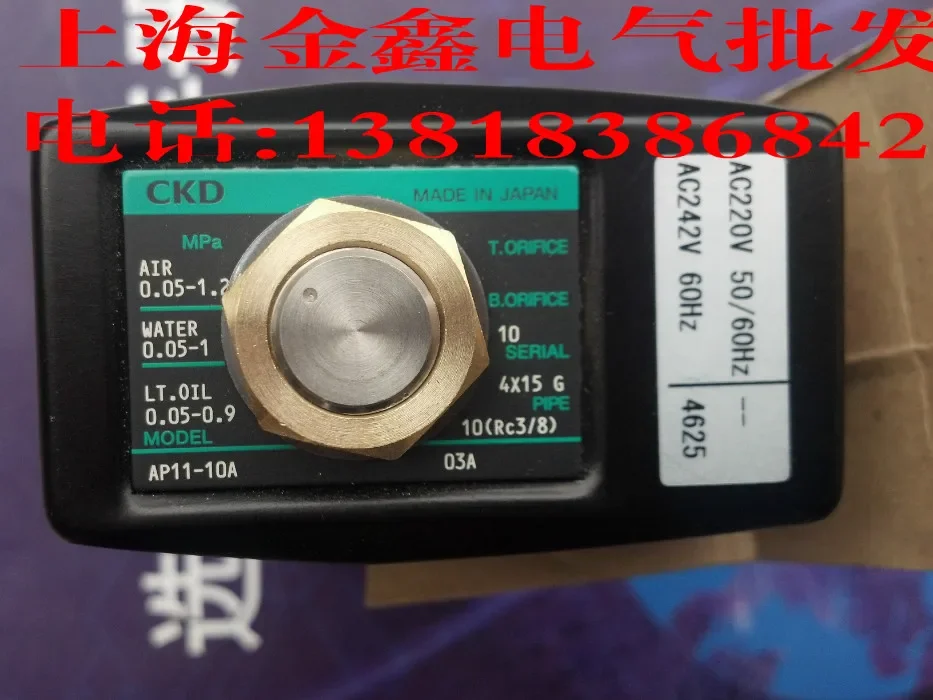 上海金鑫电气批发
电话:13818386842
CKD
MADE IN JAPAN
MPa
T.ORIFICE
AIR
0.05-1.2
B.ORIFICE
WATER
0.05-1
10
SERIAL
LT.OIL
0.05-0.9
4X15 G
PIPE
MODEL
10(Rc3/8)
AP11-10A
03A
AC220V 50/60Hz --
AC242V 60Hz 4625
选